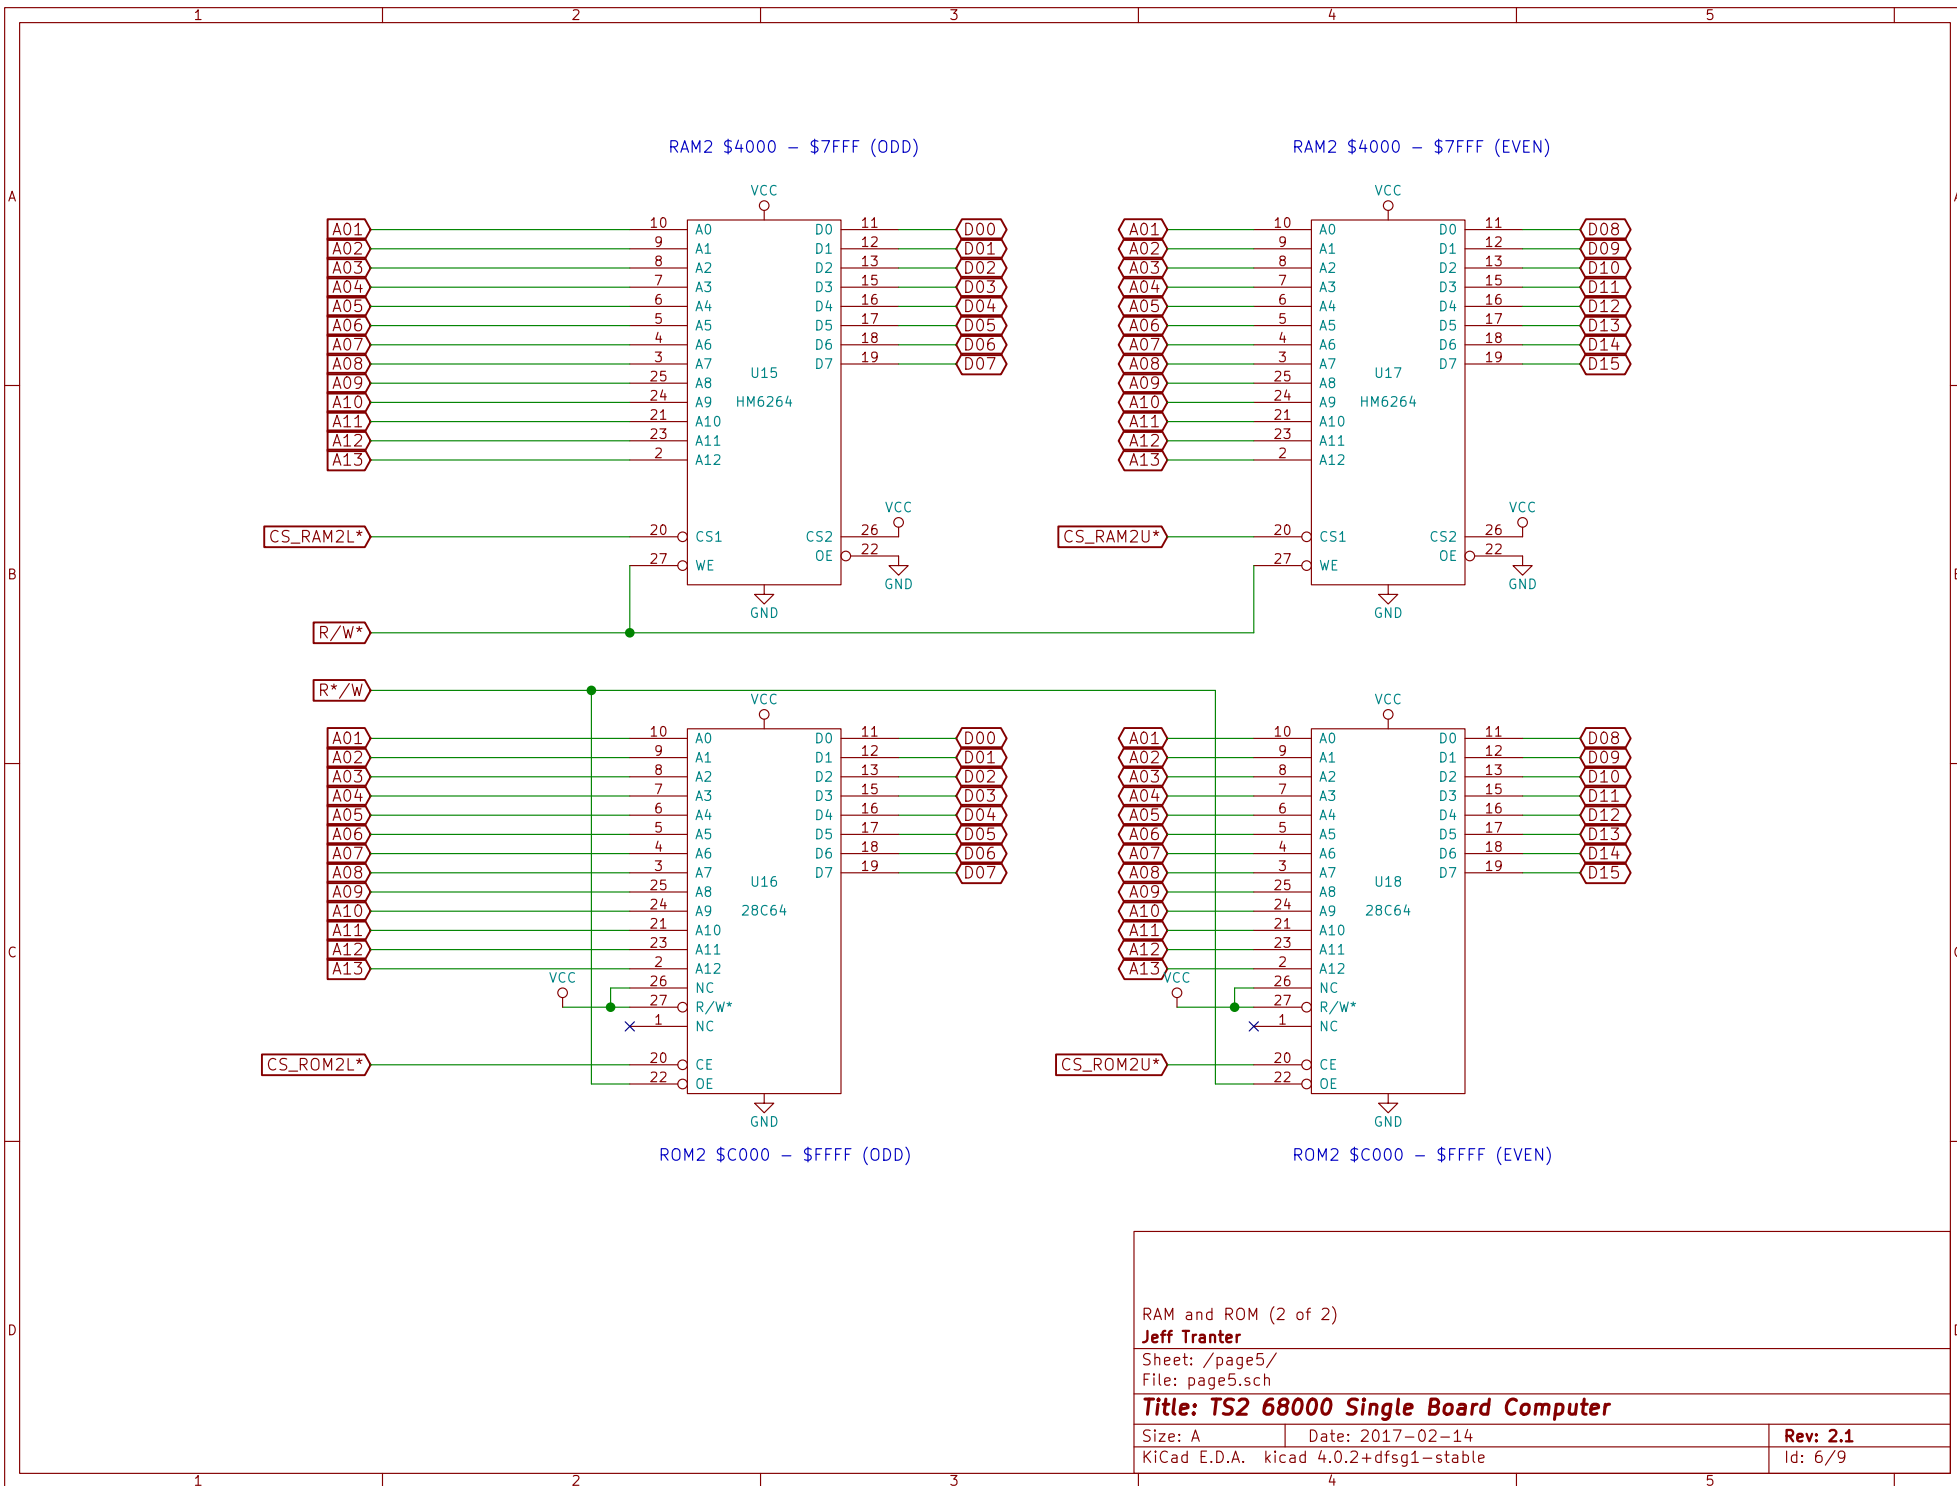 1 2 3 4 5
RAM2 $4000 - $7FFF (ODD) RAM2 $4000 - $7FFF (EVEN)
A A
VCC VCC
A01 10 A0 D0 11 D00 A01 10 A0 D0 11 D08
A02 9 A1 D1 12 D01 A02 9 A1 D1 12 D09
A03 8 A2 D2 13 D02 A03 8 A2 D2 13 D10
A04 7 A3 D3 15 D03 A04 7 A3 D3 15 D11
A05 6 A4 D4 16 D04 A05 6 A4 D4 16 D12
A06 5 A5 D5 17 D05 A06 5 A5 D5 17 D13
A07 4 A6 D6 18 D06 A07 4 A6 D6 18 D14
A08 3 A7 D7 19 D07 A08 3 A7 D7 19 D15
U15 U17
A09 25 A8 A09 25 A8
A10 24 A9 HM6264 A10 24 A9 HM6264
A11 21 A10 A11 21 A10
A12 23 A11 A12 23 A11
A13 2 A12 A13 2 A12
VCC VCC
CS_RAM2L* 20 CS1 CS2 26 CS_RAM2U* 20 CS1 CS2 26
OE 22 OE 22
27 WE 27 WE
B GND GND
GND GND
R/W*
R*/W
VCC VCC
A01 10 A0 D0 11 D00 A01 10 A0 D0 11 D08
A02 9 A1 D1 12 D01 A02 9 A1 D1 12 D09
A03 8 A2 D2 13 D02 A03 8 A2 D2 13 D10
A04 7 A3 D3 15 D03 A04 7 A3 D3 15 D11
A05 6 A4 D4 16 D04 A05 6 A4 D4 16 D12
A06 5 A5 D5 17 D05 A06 5 A5 D5 17 D13
A07 4 A6 D6 18 D06 A07 4 A6 D6 18 D14
A08 3 A7 D7 19 D07 A08 3 A7 D7 19 D15
U16 U18
A09 25 A8 A09 25 A8
A10 24 A9 28C64 A10 24 A9 28C64
A11 21 A10 A11 21 A10
C A12 23 A11 A12 23 A11
A13 2 A12 A13 2 A12
VCC 26 NC VCC 26 NC
27 R/W* 27 R/W*
1 NC 1 NC
CS_ROM2L* 20 CE CS_ROM2U* 20 CE
22 OE 22 OE
GND GND
ROM2 $C000 - $FFFF (ODD) ROM2 $C000 - $FFFF (EVEN)
D
RAM and ROM (2 of 2)
Jeff Tranter
Sheet: /page5/
File: page5.sch
Title: TS2 68000 Single Board Computer
Size: A Date: 2017-02-14 Rev: 2.1
KiCad E.D.A. kicad 4.0.2+dfsg1-stable Id: 6/9
1 2 3 4 5